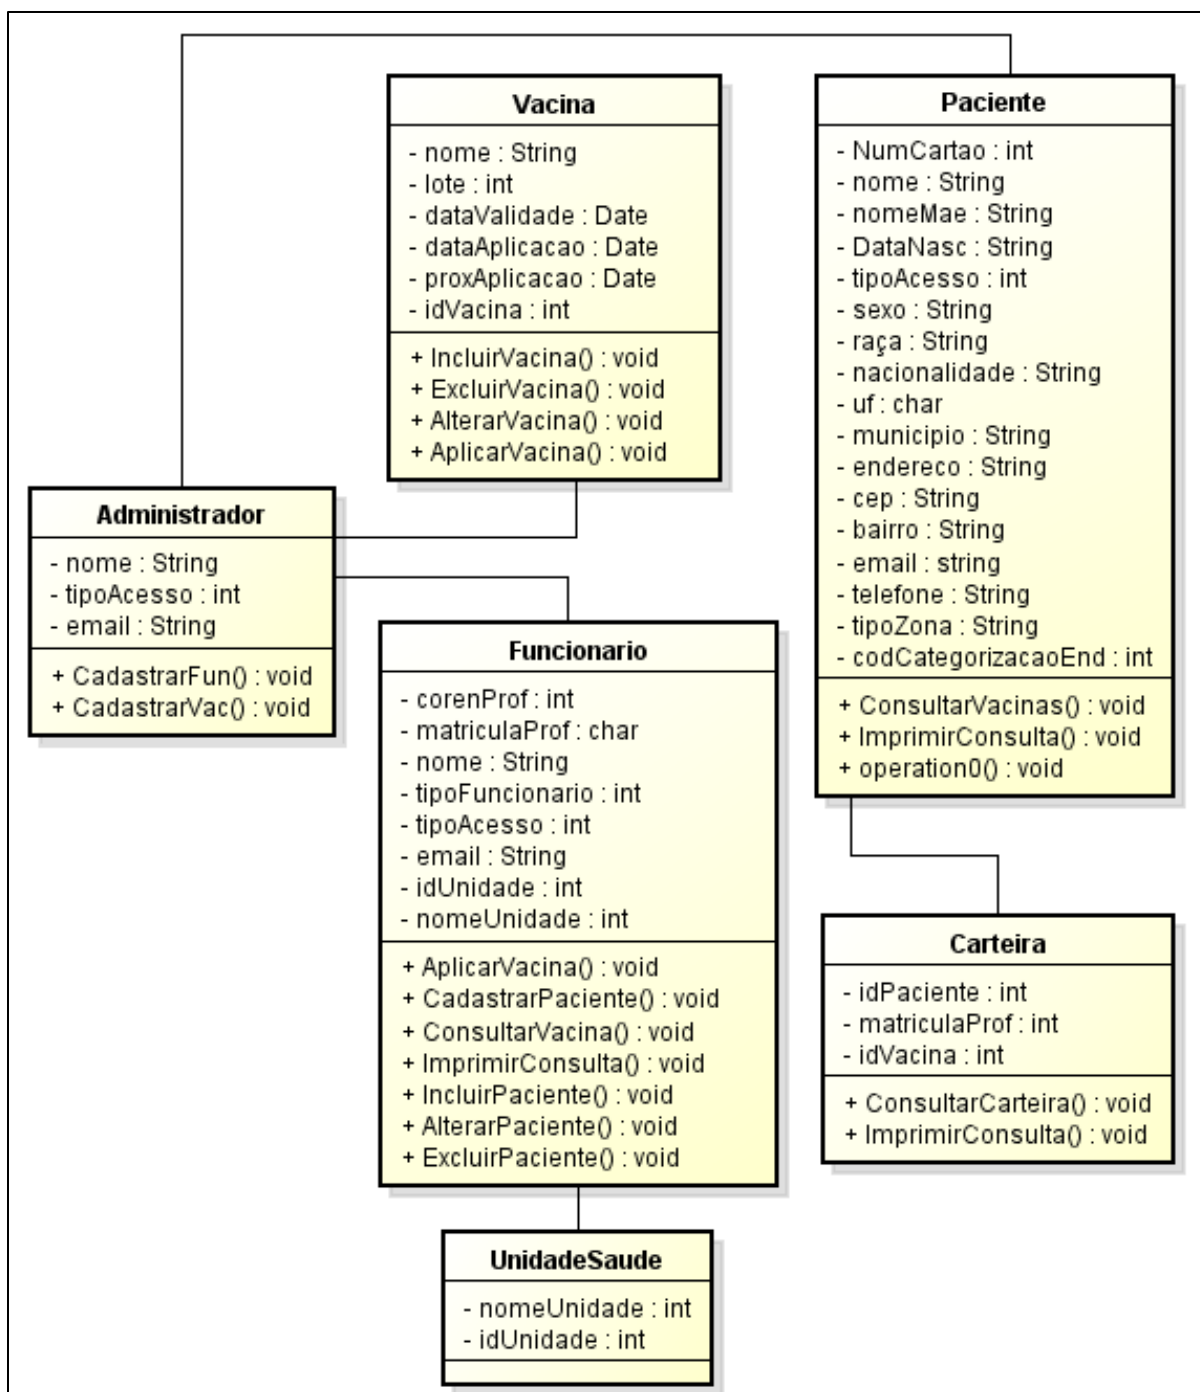 Vacina
- nome : String
- lote : int
- dataValidade : Date
- dataAplicacao : Date
- proxAplicacao : Date
- idVacina : int
+ IncluirVacina() : void
+ ExcluirVacina() : void
+ AlterarVacina() : void
+ AplicarVacina() : void
Paciente
- NumCartao : int
- nome : String
- nomeMae : String
- DataNasc : String
- tipoAcesso : int
- sexo : String
- raça : String
- nacionalidade : String
- uf : char
- municipio : String
- endereco : String
- cep : String
- bairro : String
- email : string
- telefone : String
- tipoZona : String
- codCategorizacaoEnd : int
+ ConsultarVacinas() : void
+ ImprimirConsulta() : void
+ operation0() : void
Administrador
- nome : String
- tipoAcesso : int
- email : String
+ CadastrarFun() : void
+ CadastrarVac() : void
Funcionario
- corenProf : int
- matriculaProf : char
- nome : String
- tipoFuncionario : int
- tipoAcesso : int
- email : String
- idUnidade : int
- nomeUnidade : int
+ AplicarVacina() : void
+ CadastrarPaciente() : void
+ ConsultarVacina() : void
+ ImprimirConsulta() : void
+ IncluirPaciente() : void
+ AlterarPaciente() : void
+ ExcluirPaciente() : void
Carteira
- idPaciente : int
- matriculaProf : int
- idVacina : int
+ ConsultarCarteira() : void
+ ImprimirConsulta() : void
UnidadeSaude
- nomeUnidade : int
- idUnidade : int